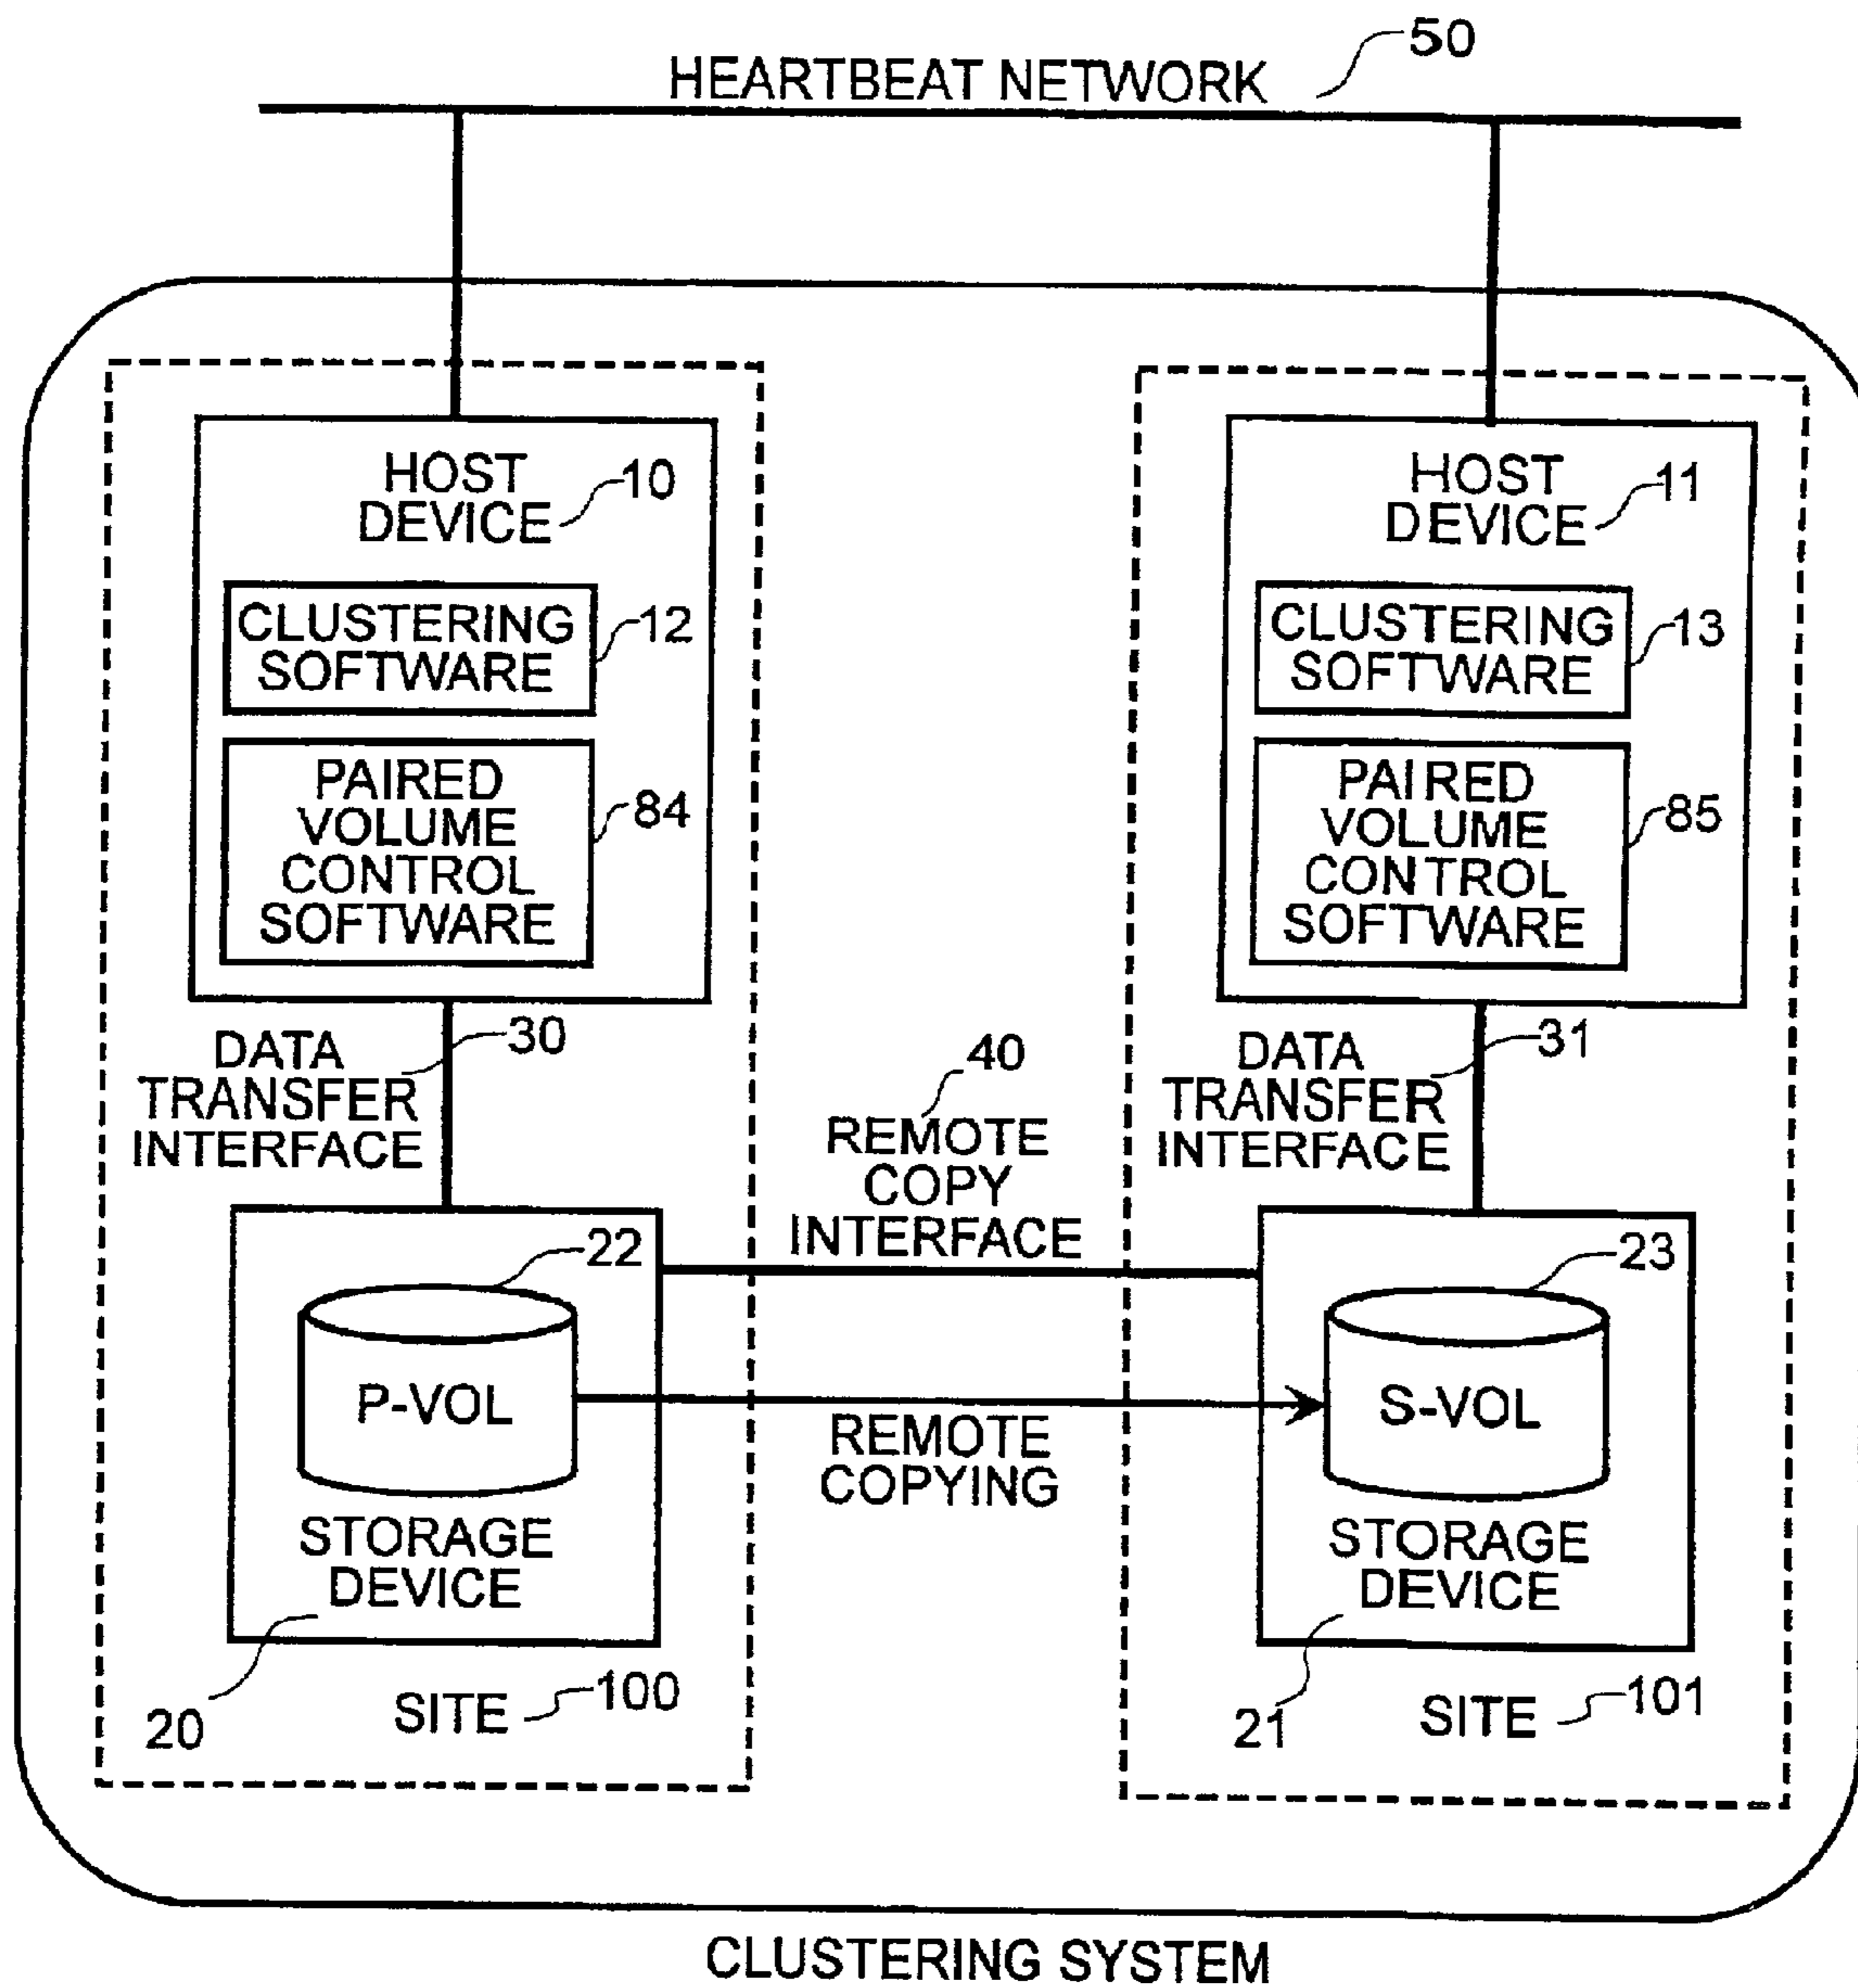 50
HEARTBEAT NETWORK
HOST
DEVICE
10
CLUSTERING
SOFTWARE
12
PAIRED
VOLUME
CONTROL
SOFTWARE
84
HOST
DEVICE
11
CLUSTERING
SOFTWARE
13
PAIRED
VOLUME
CONTROL
SOFTWARE
85
DATA
TRANSFER
INTERFACE
30
40
REMOTE
COPY
INTERFACE
DATA
TRANSFER
INTERFACE
31
22
P-VOL
STORAGE
DEVICE
20
SITE
100
REMOTE
COPYING
23
S-VOL
STORAGE
DEVICE
21
SITE
101
CLUSTERING SYSTEM